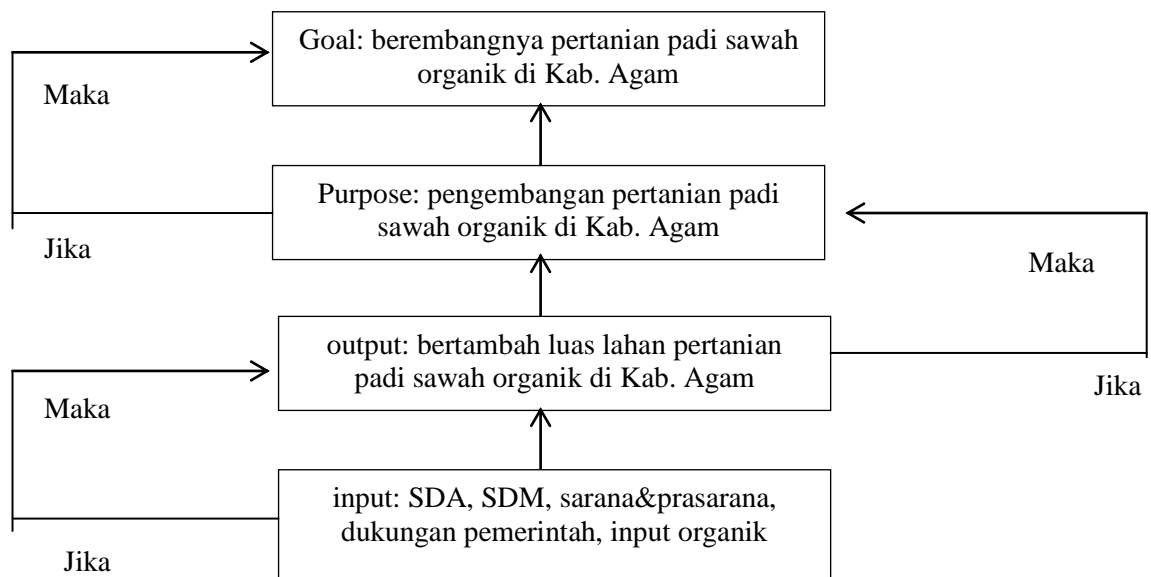 Goal: berembangnya pertanian padi sawah
organik di Kab. Agam
Maka
Purpose: pengembangan pertanian padi
sawah organik di Kab. Agam
Jika
Maka
output: bertambah luas lahan pertanian
padi sawah organik di Kab. Agam
Jika
Maka
input: SDA, SDM, sarana&prasarana,
dukungan pemerintah, input organik
Jika